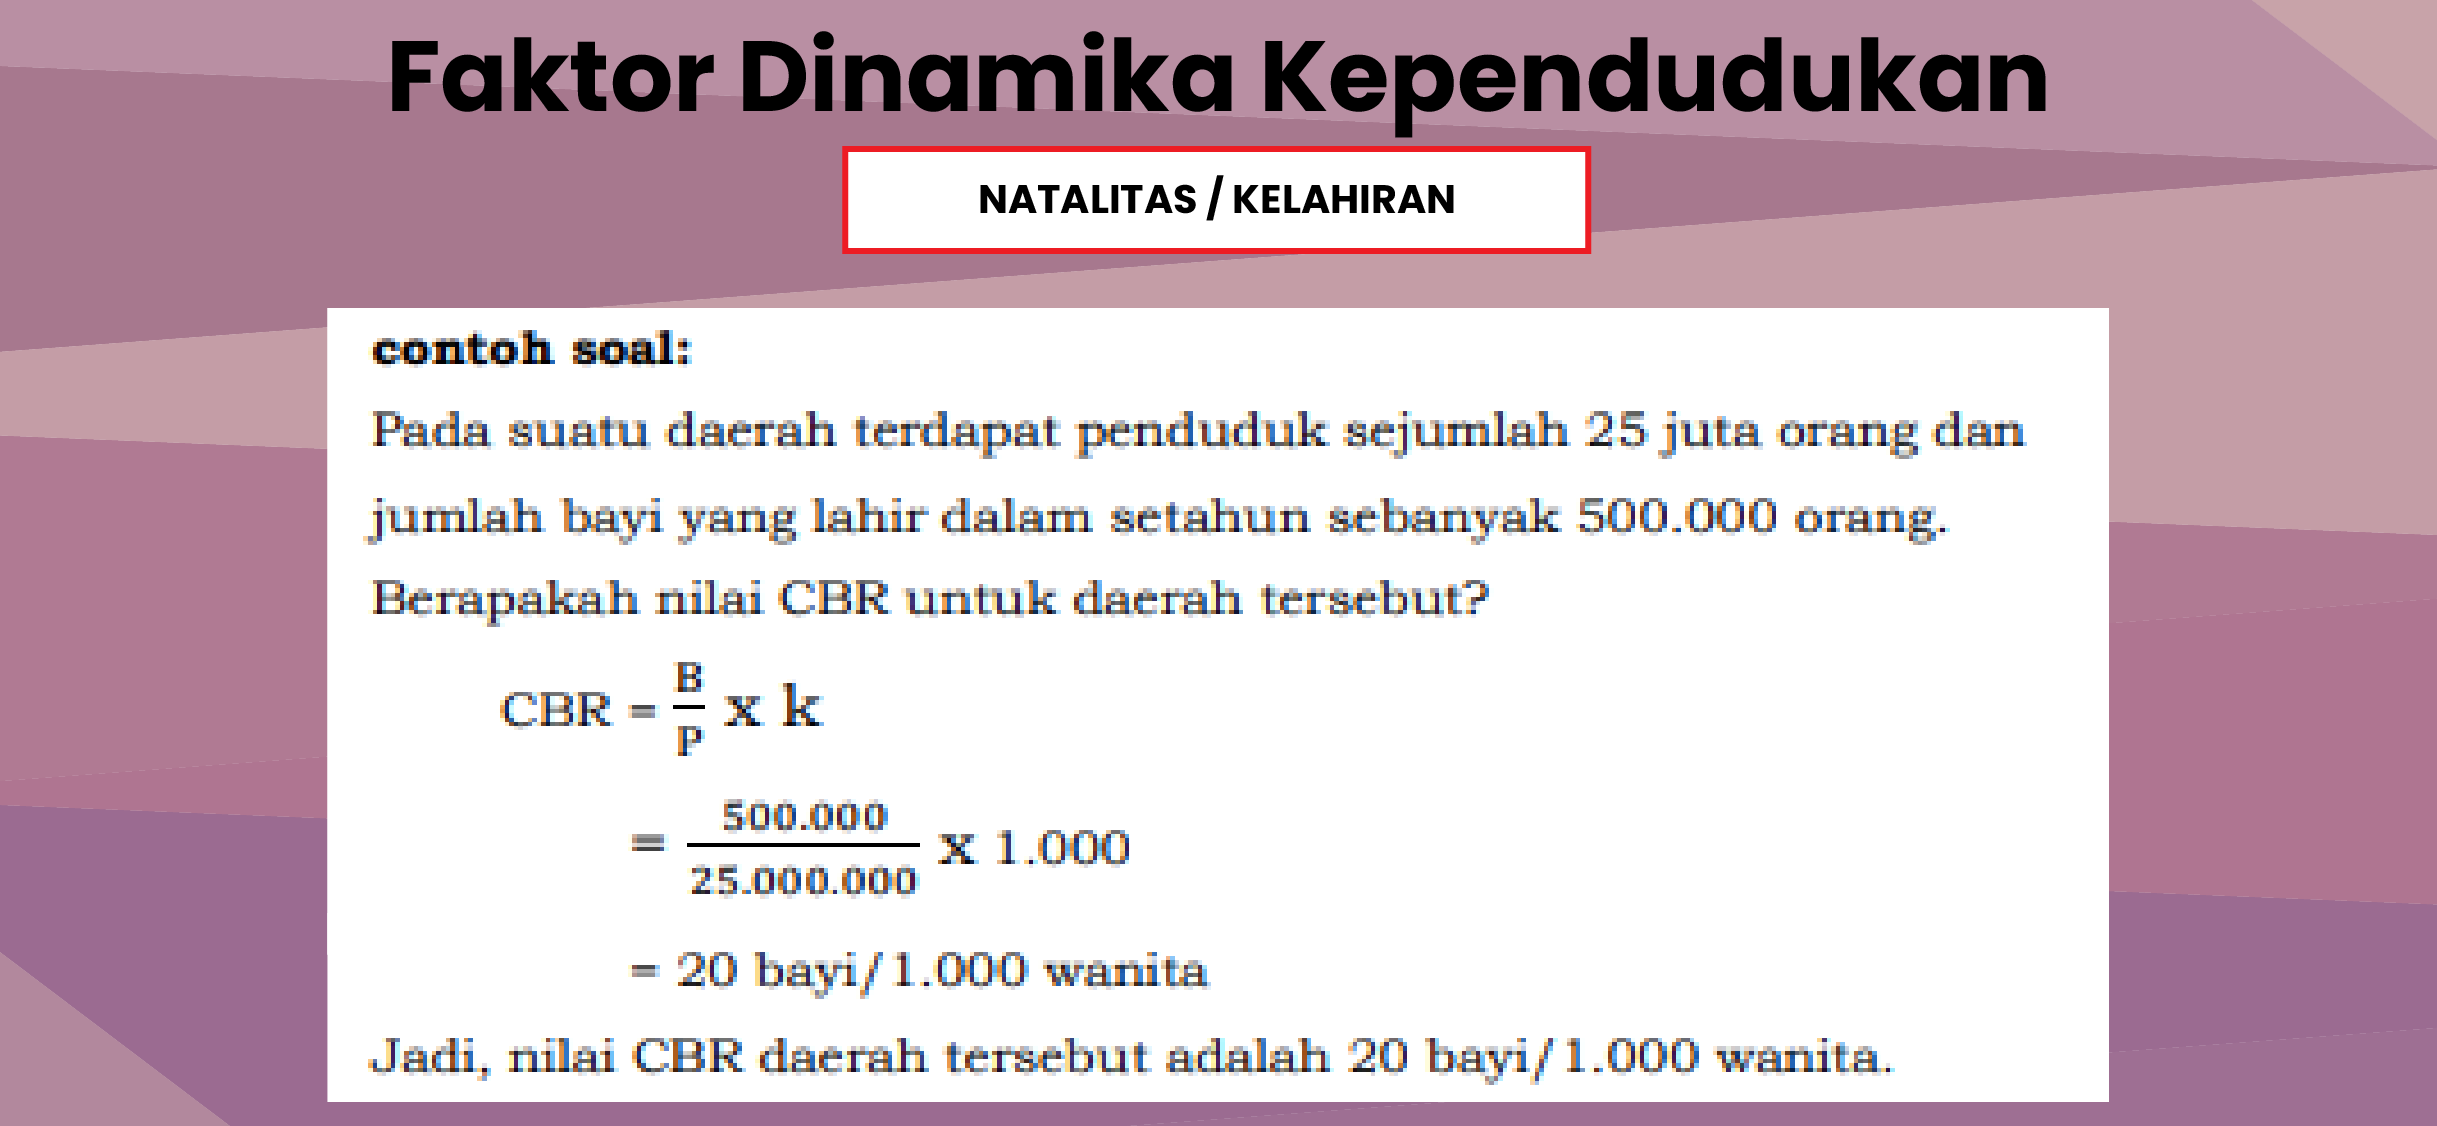 Faktor Dinamika Kependudukan
NATALITAS / KELAHIRAN
contoh soal:
Pada suatu daerah terdapat penduduk sejumlah 25 juta orang dan
jumlah bayi yang lahir dalam setahun sebanyak 500.000 orang.
Berapakah nilai CBR untuk daerah tersebut?
CBR = B/P x k
= 500.000/25.000.000 x 1.000
= 20 bayi/1.000 wanita
Jadi, nilai CBR daerah tersebut adalah 20 bayi/1.000 wanita.